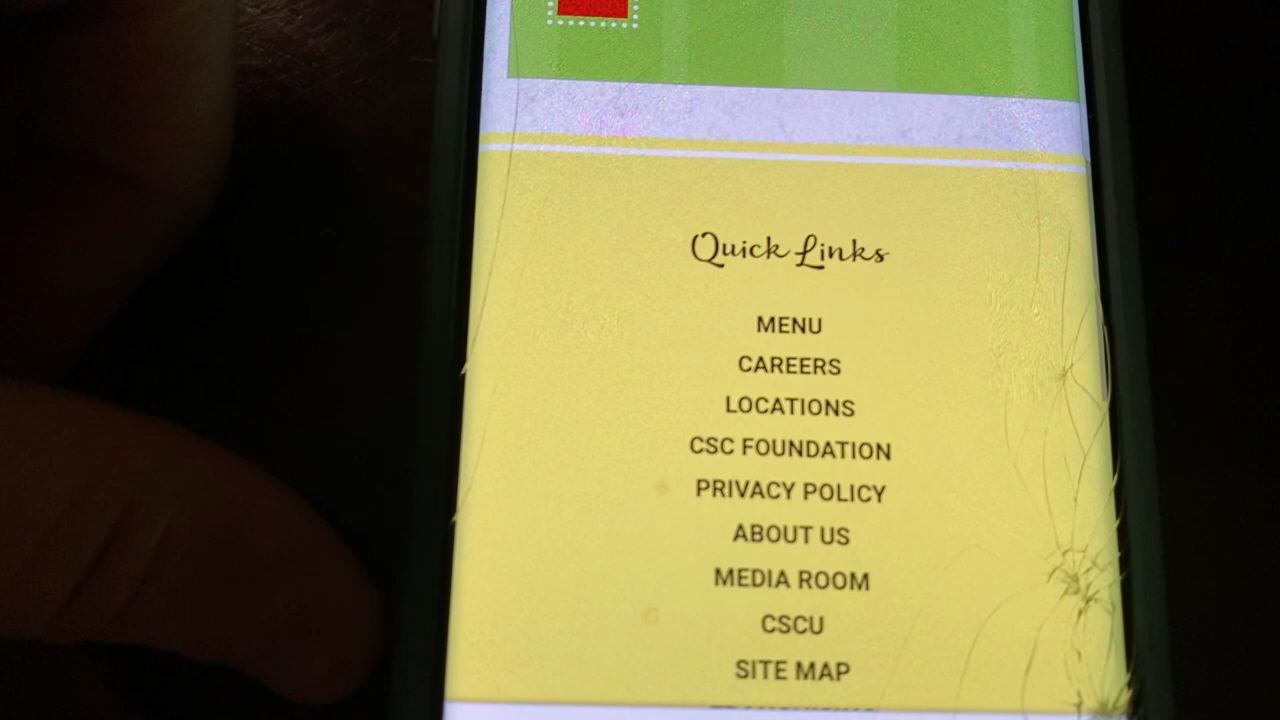 Quick Links
MENU
CAREERS
LOCATIONS
CSC FOUNDATION
PRIVACY POLICY
ABOUT US
MEDIA ROOM
CSCU
SITE MAP